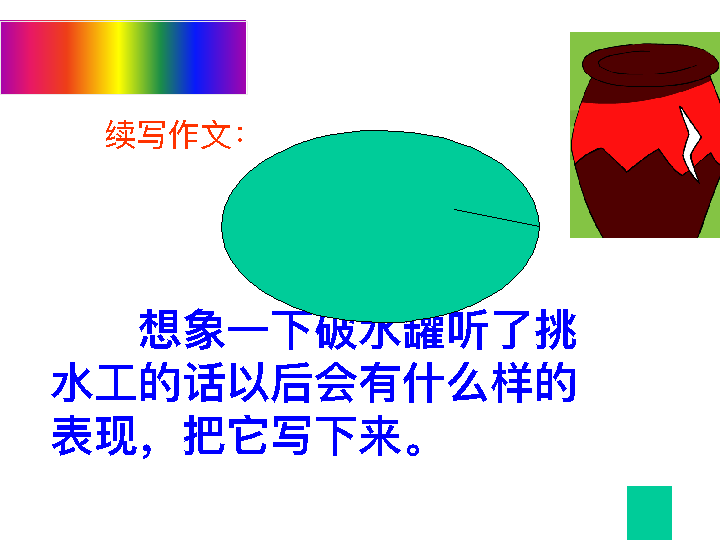 续写作文：
想象一下破水罐听了挑
水工的话以后会有什么样的
表现，把它写下来。